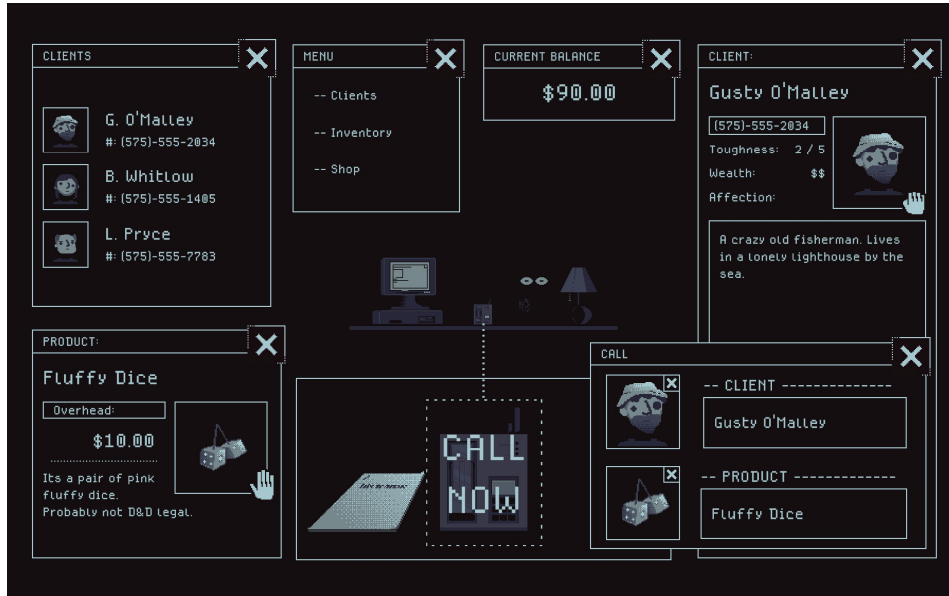 CLIENTS
G. O'Malley
#: (575)-555-2034
B. Whitlow
#: (575)-555-1405
L. Pryce
#: (575)-555-7783
MENU
-- Clients
-- Inventory
-- Shop
CURRENT BALANCE
$90.00
CLIENT:
Gusty O'Malley
(575)-555-2034
Toughness: 2 / 5
Wealth: $$
Affection:
A crazy old fisherman. Lives
in a lonely lighthouse by the
sea.
PRODUCT:
Fluffy Dice
Overhead:
$10.00
Its a pair of pink
fluffy dice.
Probably not D&D legal.
CALL
NOW
CALL
-- CLIENT --------------
Gusty O'Malley
-- PRODUCT -------------
Fluffy Dice